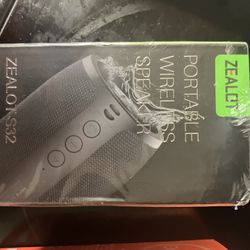 ZEALOT
PORTABLE
WIRELESS
SPEAKER
ZEALOT-S32